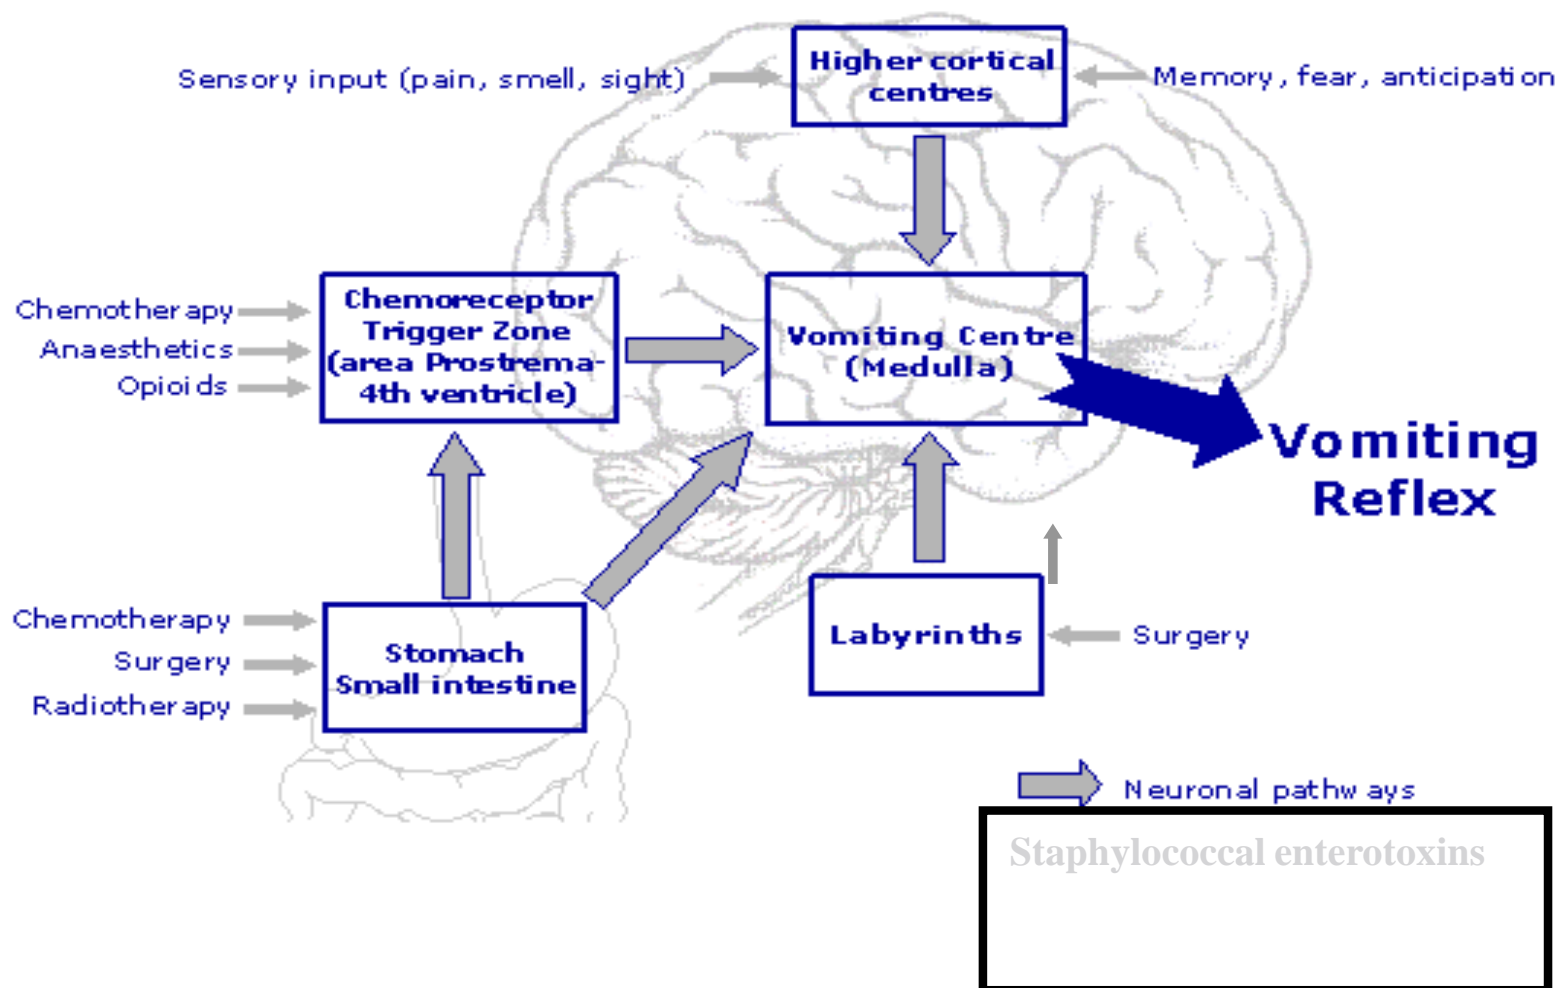 Higher cortical
centres
Sensory input (pain, smell, sight)
Memory, fear, anticipation
Chemotherapy
Anaesthetics
Opioids
Chemoreceptor
Trigger Zone
(area Prostrema-
4th ventricle)
Vomiting Centre
(Medulla)
Vomiting
Reflex
Chemotherapy
Surgery
Radiotherapy
Stomach
Small intestine
Labyrinths
Surgery
Neuronal pathways
Staphylococcal enterotoxins